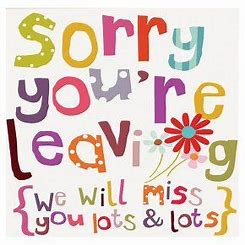 sorry
you're
leaving
{we will miss
you lots & lots}